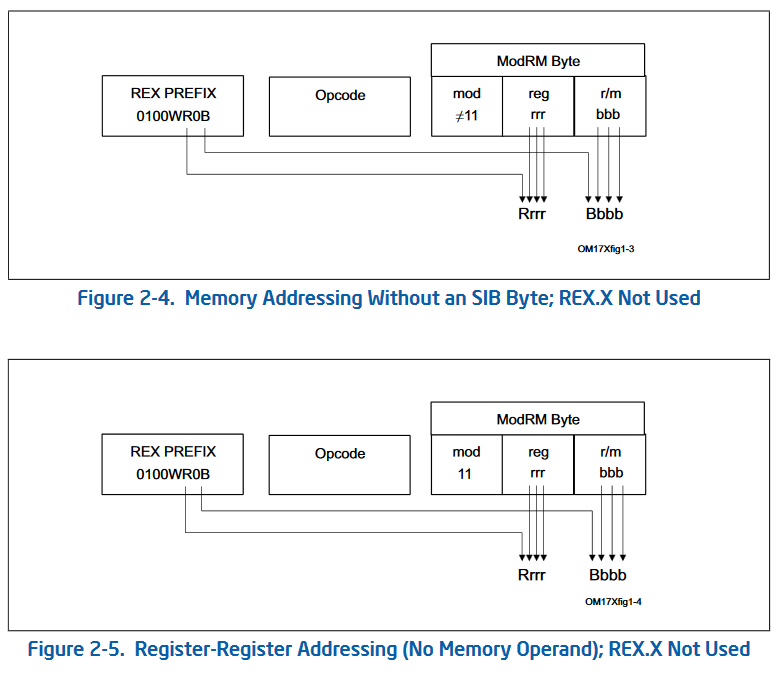 ModRM Byte
REX PREFIX
0100WR0B
Opcode
mod
≠11
reg
rrr
r/m
bbb
Rrrr
Bbbb
OM17Xfig1-3
Figure 2-4. Memory Addressing Without an SIB Byte; REX.X Not Used
ModRM Byte
REX PREFIX
0100WR0B
Opcode
mod
11
reg
rrr
r/m
bbb
Rrrr
Bbbb
OM17Xfig1-4
Figure 2-5. Register-Register Addressing (No Memory Operand); REX.X Not Used